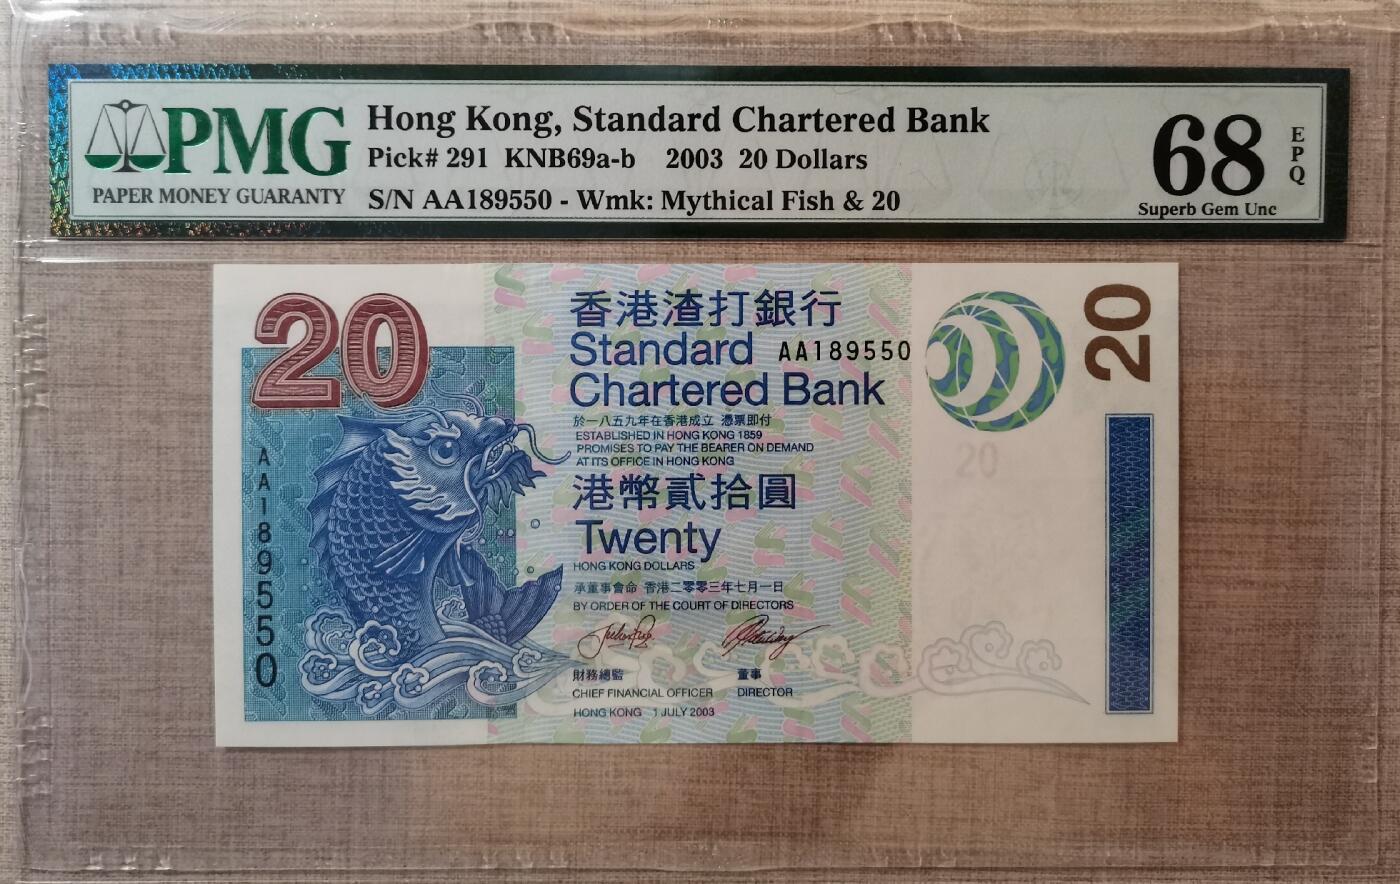 PMG
PAPER MONEY GUARANTY
Hong Kong, Standard Chartered Bank
Pick# 291 KNB69a-b 2003 20 Dollars
S/N AA189550 - Wmk: Mythical Fish & 20
68
EPQ
Superb Gem Unc
20
香港渣打銀行
Standard
AA189550
Chartered Bank
於一八五九年在香港成立 憑票即付
ESTABLISHED IN HONG KONG 1859
PROMISES TO PAY THE BEARER ON DEMAND
AT ITS OFFICE IN HONG KONG
港幣貳拾圓
Twenty
HONG KONG DOLLARS
承董事會命 香港二零零三年七月一日
BY ORDER OF THE COURT OF DIRECTORS
財務總監 董事
CHIEF FINANCIAL OFFICER DIRECTOR
HONG KONG 1 JULY 2003
AA189550
20
20